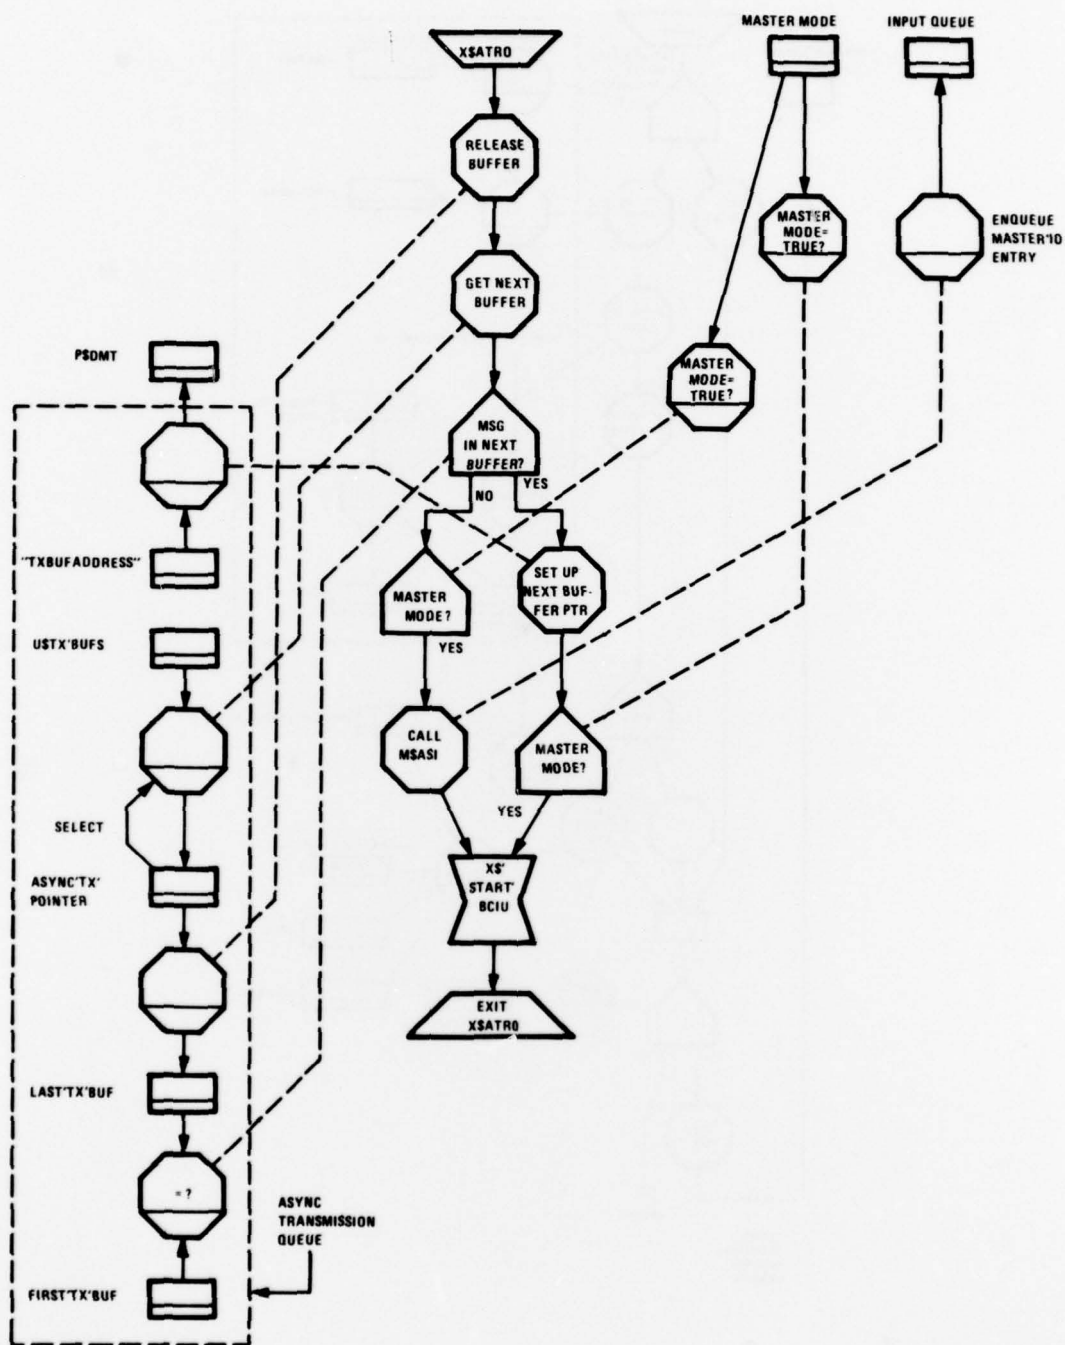 MASTER MODE
INPUT QUEUE
X$ATRO
RELEASE
BUFFER
MASTER
MODE=
TRUE?
ENQUEUE
MASTER'IO
ENTRY
GET NEXT
BUFFER
P$DMT
MASTER
MODE=
TRUE?
MSG
IN NEXT
BUFFER?
NO
YES
"TXBUFADDRESS"
SET UP
NEXT BUF-
FER PTR
MASTER
MODE?
YES
U$TX'BUFS
CALL
M$ASI
MASTER
MODE?
YES
SELECT
ASYNC'TX'
POINTER
X$'
START'
BCIU
EXIT
X$ATRO
LAST'TX'BUF
= ?
ASYNC
TRANSMISSION
QUEUE
FIRST'TX'BUF